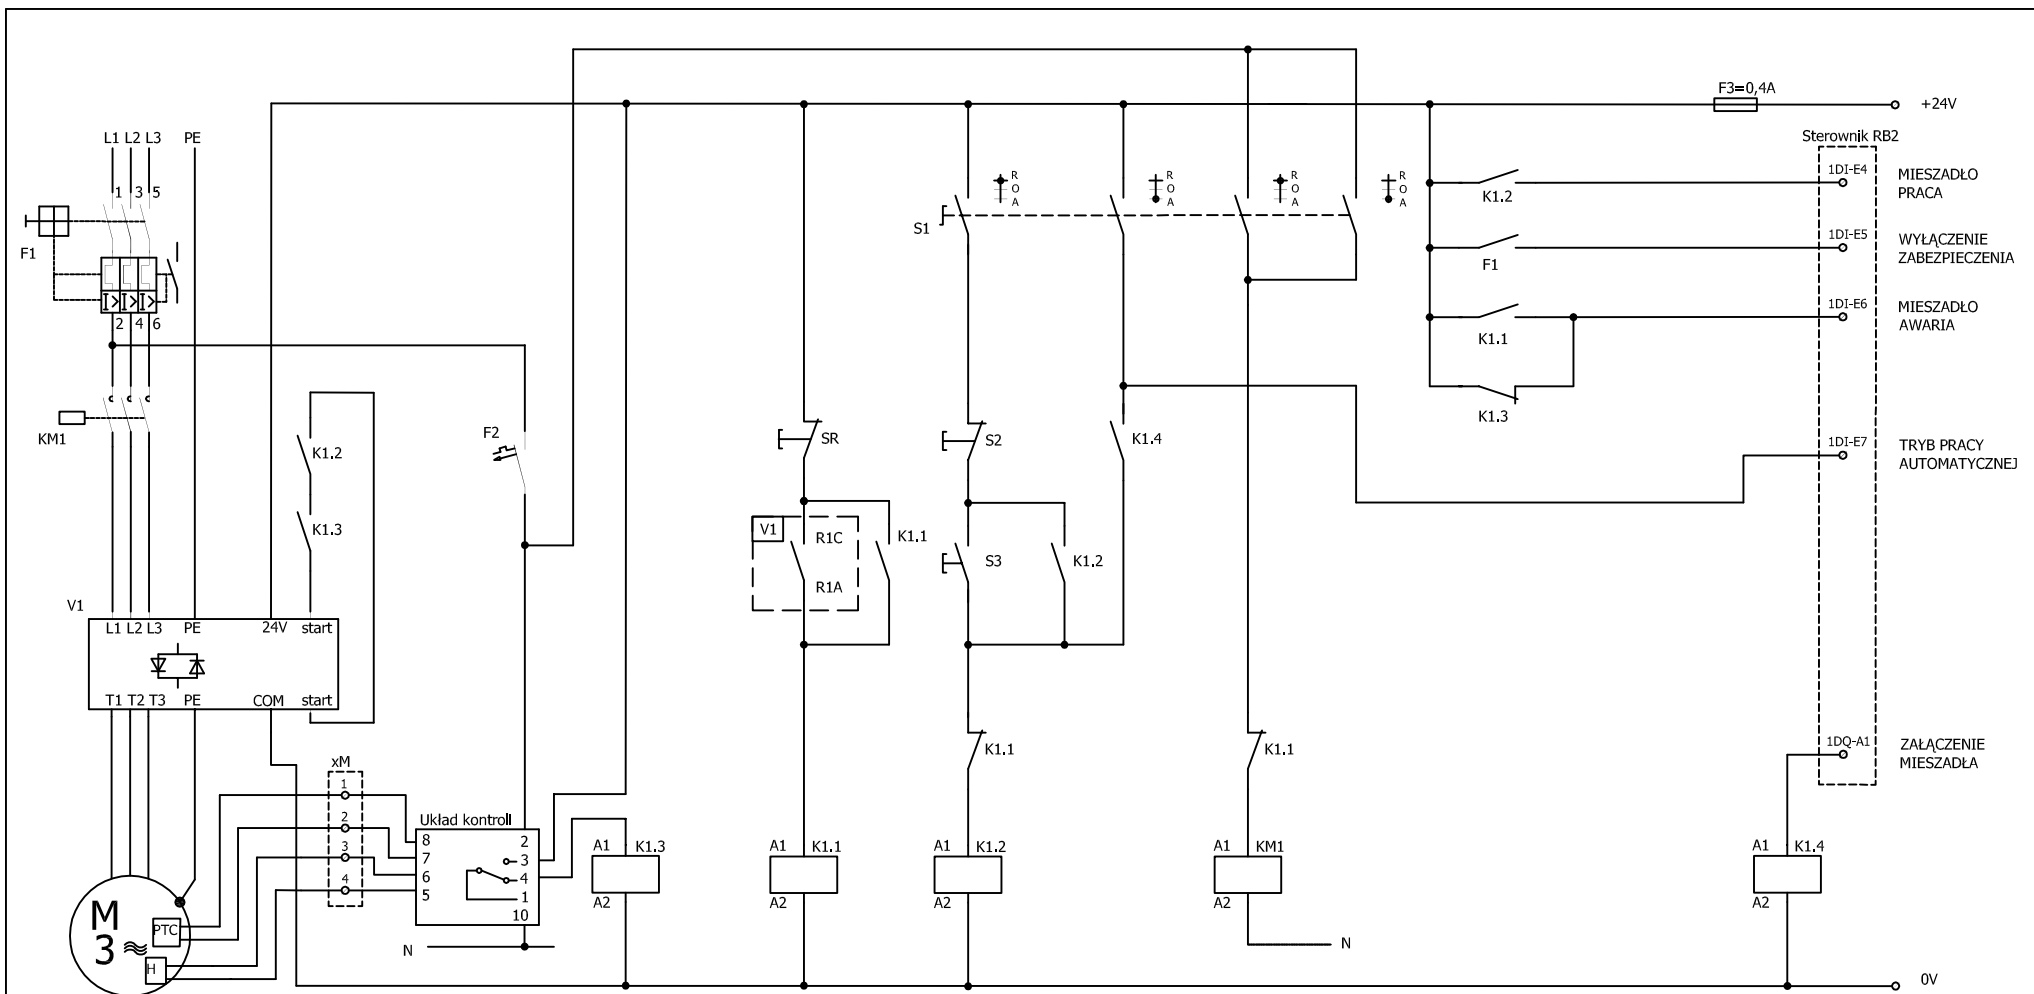 F3=0,4A
+24V
L1 L2 L3 PE
Sterownik RB2
1DI-E4
MIESZADŁO
PRACA
1 3 5
R
O
A
R
O
A
R
O
A
R
O
A
K1.2
S1
F1
1DI-E5
WYŁĄCZENIE
ZABEZPIECZENIA
F1
2 4 6
1DI-E6
MIESZADŁO
AWARIA
K1.1
K1.3
KM1
K1.2
F2
SR
S2
K1.4
1DI-E7
TRYB PRACY
AUTOMATYCZNEJ
K1.3
V1
R1C
R1A
K1.1
S3
K1.2
V1
L1 L2 L3 PE 24V start
T1 T2 T3 PE COM start
K1.1
K1.1
1DQ-A1
ZAŁĄCZENIE
MIESZADŁA
xM
1
2
3
4
Układ kontroli
8
7
6
5
2
3
4
1
10
A1 K1.3
A2
A1 K1.1
A2
A1 K1.2
A2
A1 KM1
A2
A1 K1.4
A2
M
3
PTC
H
N
N
0V